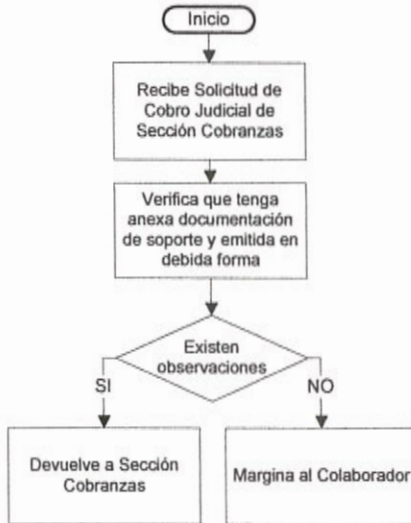 Inicio
Recibe Solicitud de
Cobro Judicial de
Sección Cobranzas
Verifica que tenga
anexa documentación
de soporte y emitida en
debida forma
Existen
observaciones
SI
NO
Devuelve a Sección
Cobranzas
Margina al Colaborador